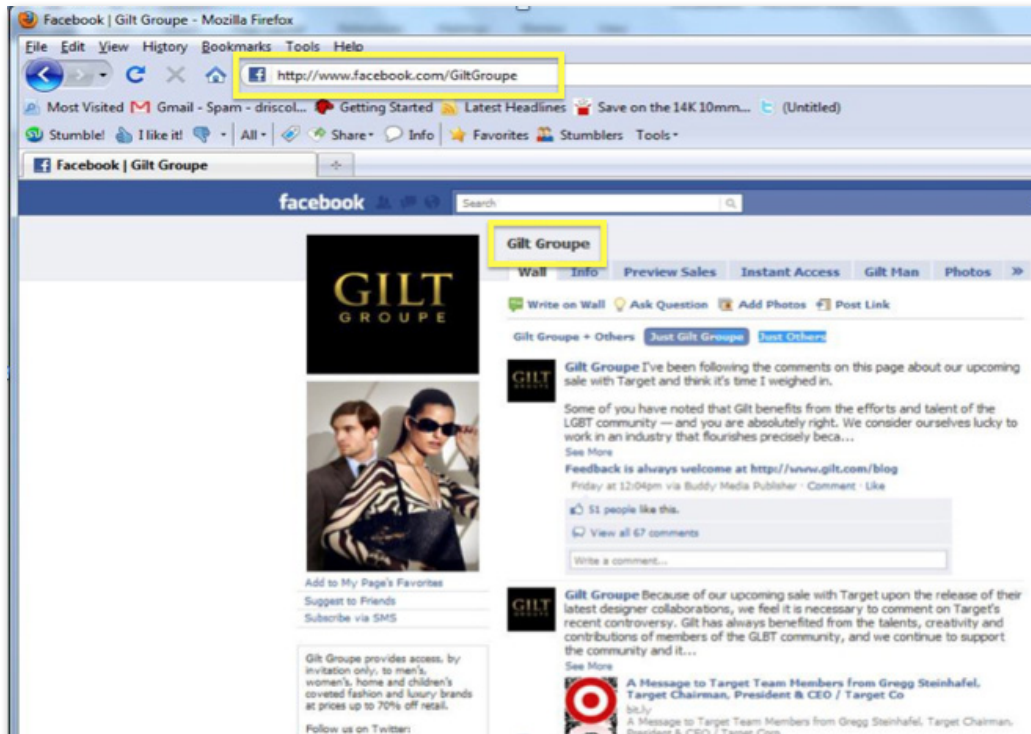 Facebook | Gilt Groupe - Mozilla Firefox
File Edit View History Bookmarks Tools Help
http://www.facebook.com/GiltGroupe
Most Visited Gmail - Spam - driscol... Getting Started Latest Headlines Save on the 14K 10mm... (Untitled)
Stumble! I like it! All Share Info Favorites Stumblers Tools
Facebook | Gilt Groupe
facebook Search
GILT
GROUPE
Gilt Groupe
Wall Info Preview Sales Instant Access Gilt Man Photos »
Write on Wall Ask Question Add Photos Post Link
Gilt Groupe + Others Just Gilt Groupe Just Others
GILT
GROUPE
Gilt Groupe I've been following the comments on this page about our upcoming
sale with Target and think it's time I weighed in.
Some of you have noted that Gilt benefits from the efforts and talent of the
LGBT community — and you are absolutely right. We consider ourselves lucky to
work in an industry that flourishes precisely beca...
See More
Feedback is always welcome at http://www.gilt.com/blog
Friday at 12:04pm via Buddy Media Publisher · Comment · Like
51 people like this.
View all 67 comments
Write a comment...
Add to My Page's Favorites
Suggest to Friends
Subscribe via SMS
Gilt Groupe provides access, by
invitation only, to men's,
women's, home and children's
coveted fashion and luxury brands
at prices up to 70% off retail.
Follow us on Twitter:
GILT
GROUPE
Gilt Groupe Because of our upcoming sale with Target upon the release of their
latest designer collaborations, we feel it is necessary to comment on Target's
recent controversy. Gilt has always benefited from the talents, creativity and
contributions of members of the GLBT community, and we continue to support
the community and it...
See More
A Message to Target Team Members from Gregg Steinhafel,
Target Chairman, President & CEO / Target Co
bit.ly
A Message to Target Team Members from Gregg Steinhafel, Target Chairman,
President & CEO / Target Corp